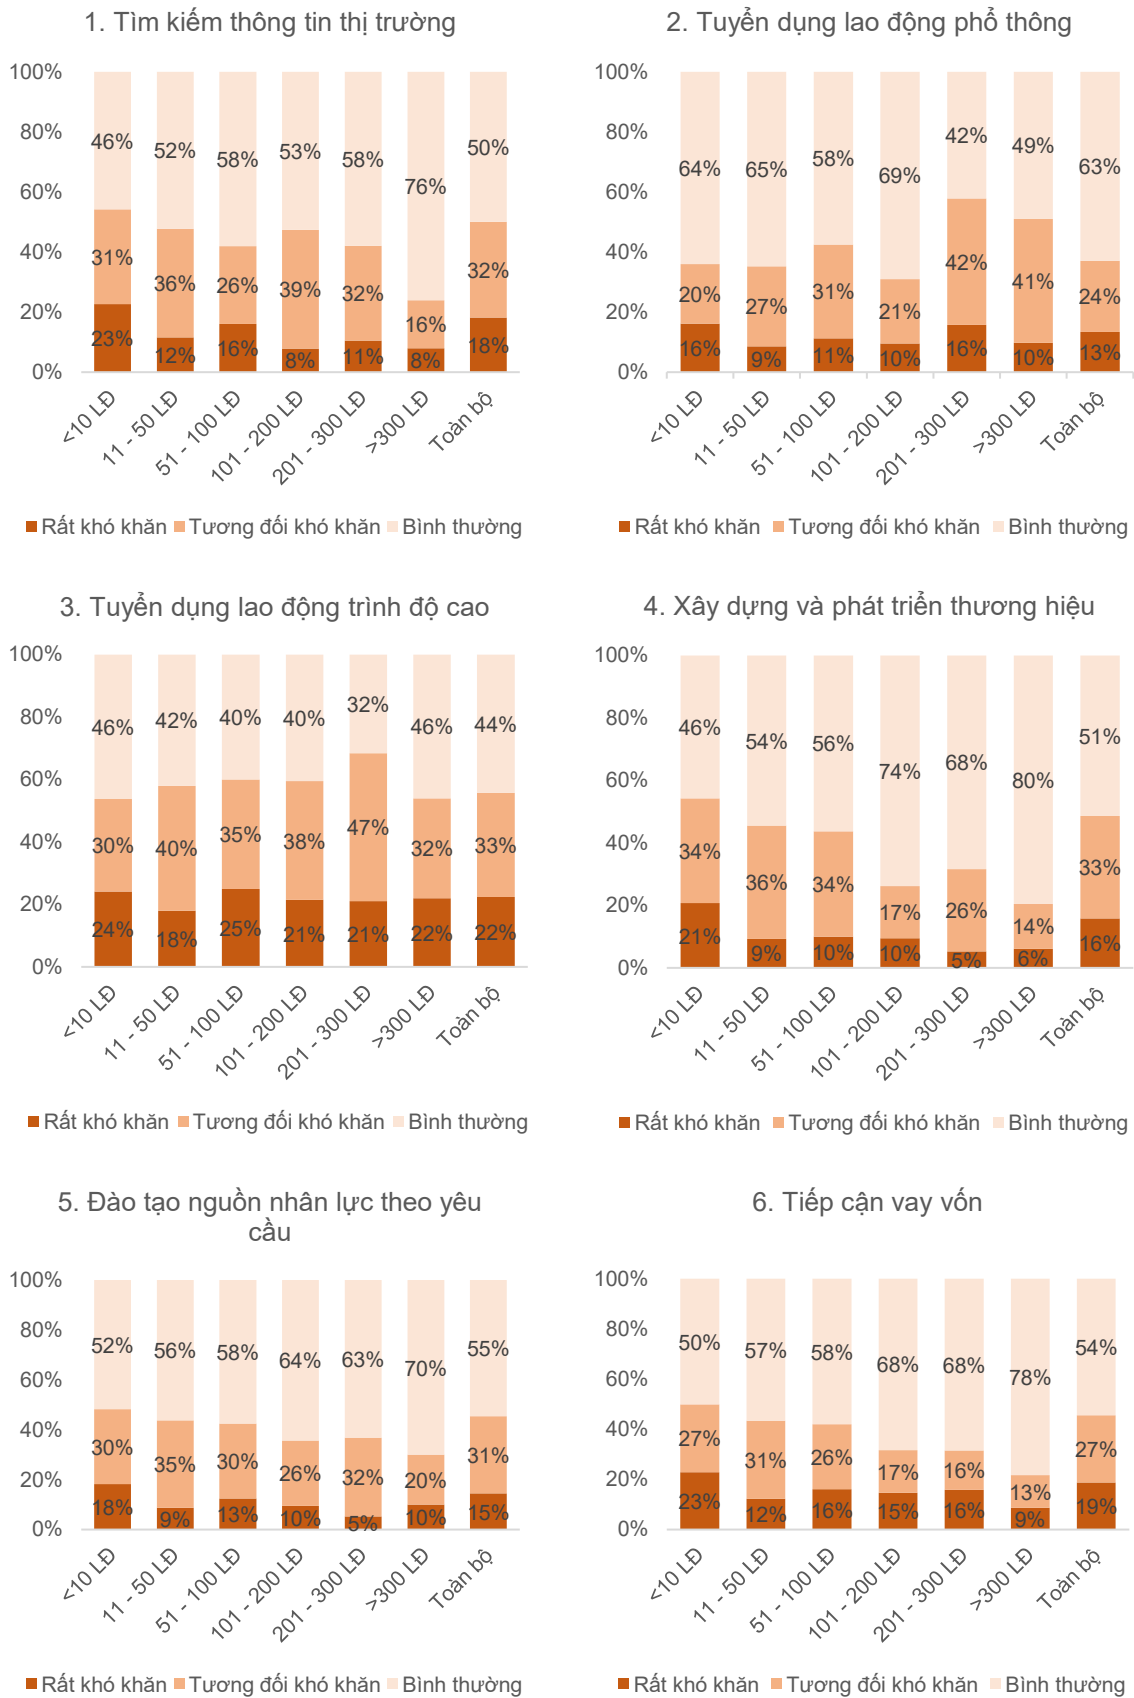 1. Tìm kiếm thông tin thị trường
100%
80%
60%
40%
20%
0%
46% 52% 58% 53% 58% 76% 50%
31% 36% 26% 39% 32% 16% 32%
23% 12% 16% 8% 11% 8% 18%
<10 LĐ 11 - 50 LĐ 51 - 100 LĐ 101 - 200 LĐ 201 - 300 LĐ >300 LĐ Toàn bộ
Rất khó khăn Tương đối khó khăn Bình thường
2. Tuyển dụng lao động phổ thông
100%
80%
60%
40%
20%
0%
64% 65% 58% 69% 42% 49% 63%
20% 27% 31% 21% 42% 41% 24%
16% 9% 11% 10% 16% 10% 13%
<10 LĐ 11 - 50 LĐ 51 - 100 LĐ 101 - 200 LĐ 201 - 300 LĐ >300 LĐ Toàn bộ
Rất khó khăn Tương đối khó khăn Bình thường
3. Tuyển dụng lao động trình độ cao
100%
80%
60%
40%
20%
0%
46% 42% 40% 40% 32% 46% 44%
30% 40% 35% 38% 47% 32% 33%
24% 18% 25% 21% 21% 22% 22%
<10 LĐ 11 - 50 LĐ 51 - 100 LĐ 101 - 200 LĐ 201 - 300 LĐ >300 LĐ Toàn bộ
Rất khó khăn Tương đối khó khăn Bình thường
4. Xây dựng và phát triển thương hiệu
100%
80%
60%
40%
20%
0%
46% 54% 56% 74% 68% 80% 51%
34% 36% 34% 17% 26% 14% 33%
21% 9% 10% 10% 5% 6% 16%
<10 LĐ 11 - 50 LĐ 51 - 100 LĐ 101 - 200 LĐ 201 - 300 LĐ >300 LĐ Toàn bộ
Rất khó khăn Tương đối khó khăn Bình thường
5. Đào tạo nguồn nhân lực theo yêu
cầu
100%
80%
60%
40%
20%
0%
52% 56% 58% 64% 63% 70% 55%
30% 35% 30% 26% 32% 20% 31%
18% 9% 13% 10% 5% 10% 15%
<10 LĐ 11 - 50 LĐ 51 - 100 LĐ 101 - 200 LĐ 201 - 300 LĐ >300 LĐ Toàn bộ
Rất khó khăn Tương đối khó khăn Bình thường
6. Tiếp cận vay vốn
100%
80%
60%
40%
20%
0%
50% 57% 58% 68% 68% 78% 54%
27% 31% 26% 17% 16% 13% 27%
23% 12% 16% 15% 16% 9% 19%
<10 LĐ 11 - 50 LĐ 51 - 100 LĐ 101 - 200 LĐ 201 - 300 LĐ >300 LĐ Toàn bộ
Rất khó khăn Tương đối khó khăn Bình thường